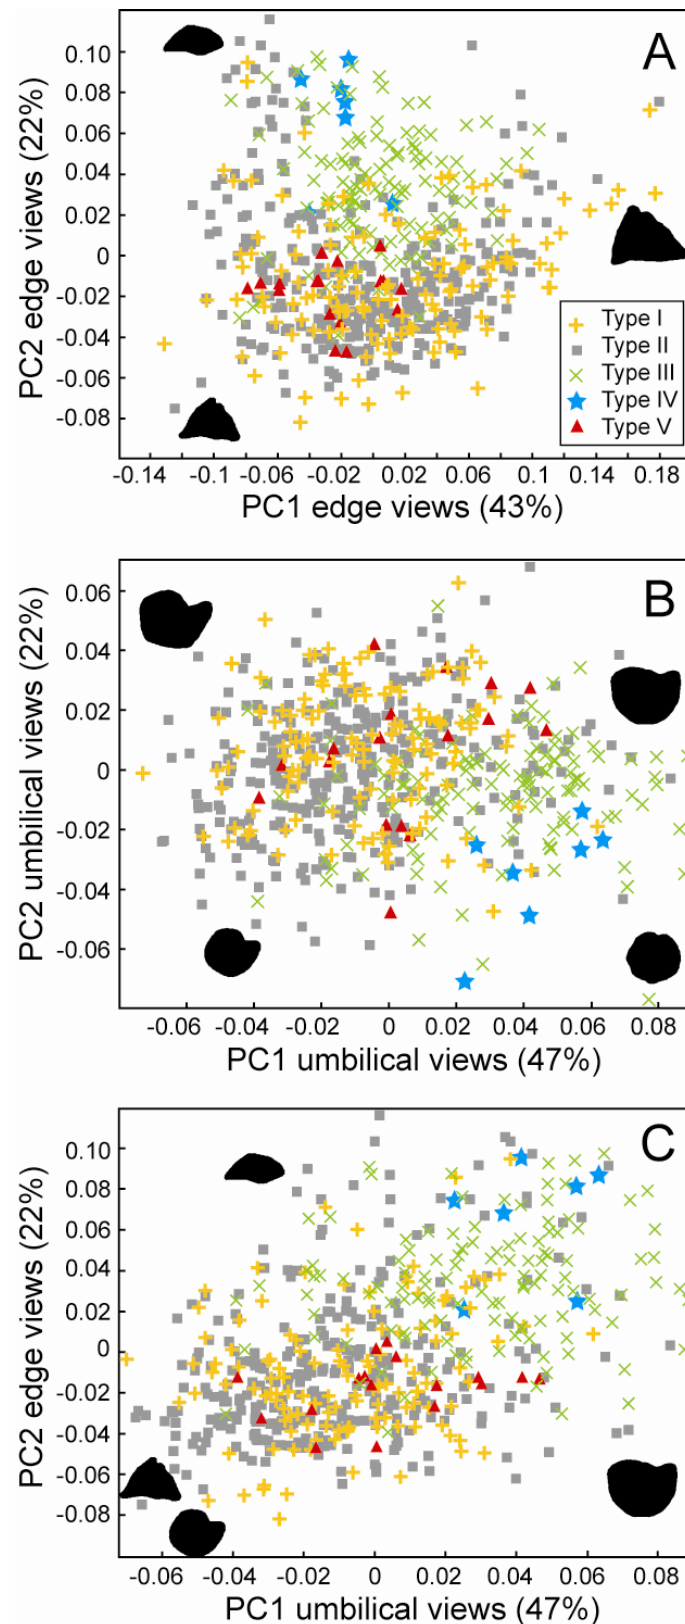 A
0.10
0.08
0.06
0.04
0.02
0
-0.02
-0.04
-0.06
-0.08
PC2 edge views (22%)
Type I
Type II
Type III
Type IV
Type V
-0.14 -0.1 -0.06 -0.02 0.02 0.06 0.1 0.14 0.18
PC1 edge views (43%)
B
0.06
0.04
0.02
0
-0.02
-0.04
-0.06
PC2 umbilical views (22%)
-0.06 -0.04 -0.02 0 0.02 0.04 0.06 0.08
PC1 umbilical views (47%)
C
0.10
0.08
0.06
0.04
0.02
0
-0.02
-0.04
-0.06
-0.08
PC2 edge views (22%)
-0.06 -0.04 -0.02 0 0.02 0.04 0.06 0.08
PC1 umbilical views (47%)